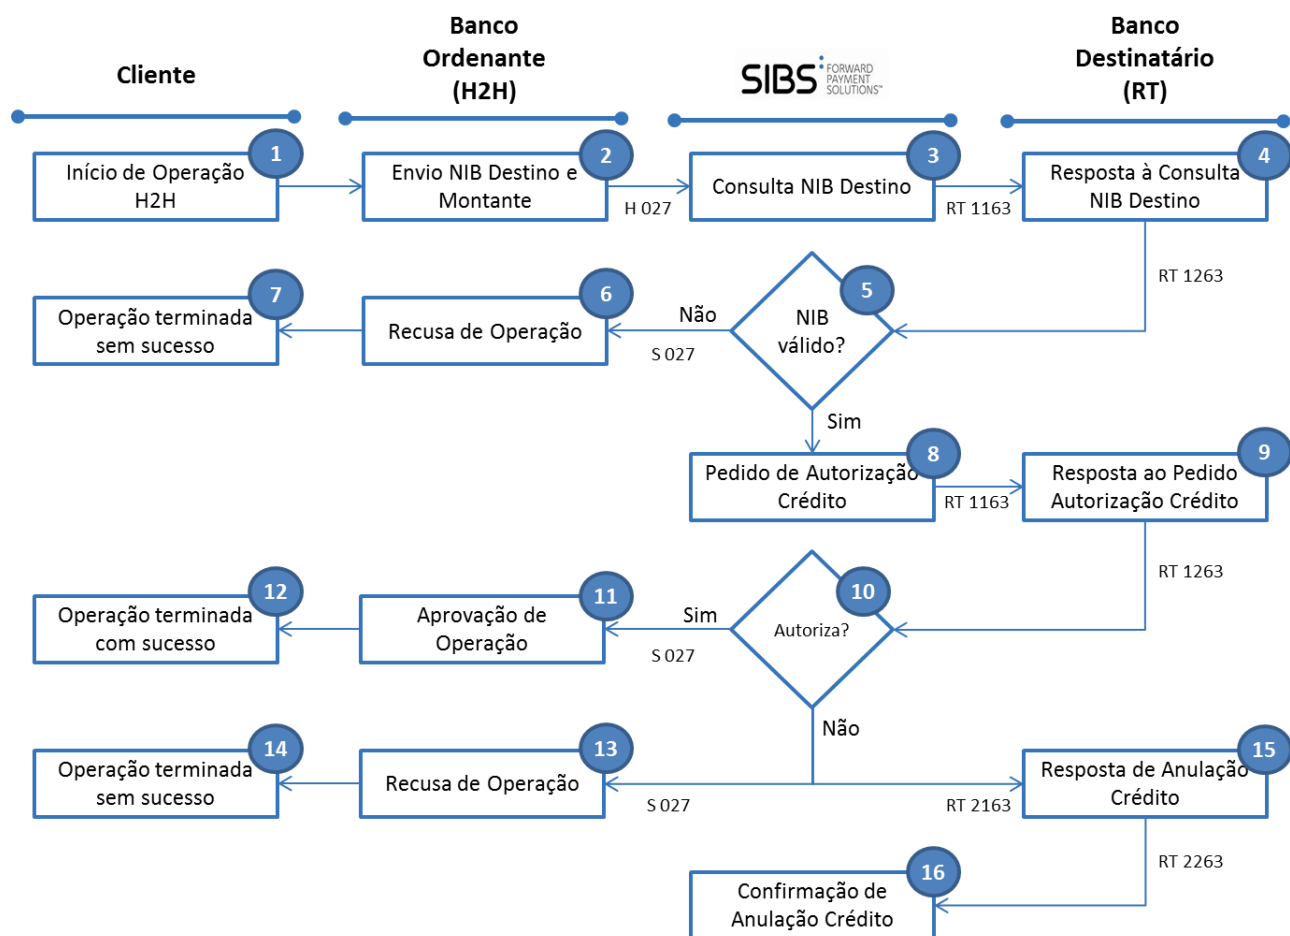 Cliente
Banco
Ordenante
(H2H)
SIBS
FORWARD
PAYMENT
SOLUTIONS™
Banco
Destinatário
(RT)
1
Início de Operação
H2H
2
Envio NIB Destino e
Montante
H 027
3
Consulta NIB Destino
RT 1163
4
Resposta à Consulta
NIB Destino
RT 1263
5
NIB
válido?
Não
S 027
6
Recusa de Operação
7
Operação terminada
sem sucesso
Sim
8
Pedido de Autorização
Crédito
RT 1163
9
Resposta ao Pedido
Autorização Crédito
RT 1263
10
Autoriza?
Sim
S 027
11
Aprovação de
Operação
12
Operação terminada
com sucesso
Não
13
Recusa de Operação
S 027
14
Operação terminada
sem sucesso
RT 2163
15
Resposta de Anulação
Crédito
RT 2263
16
Confirmação de
Anulação Crédito